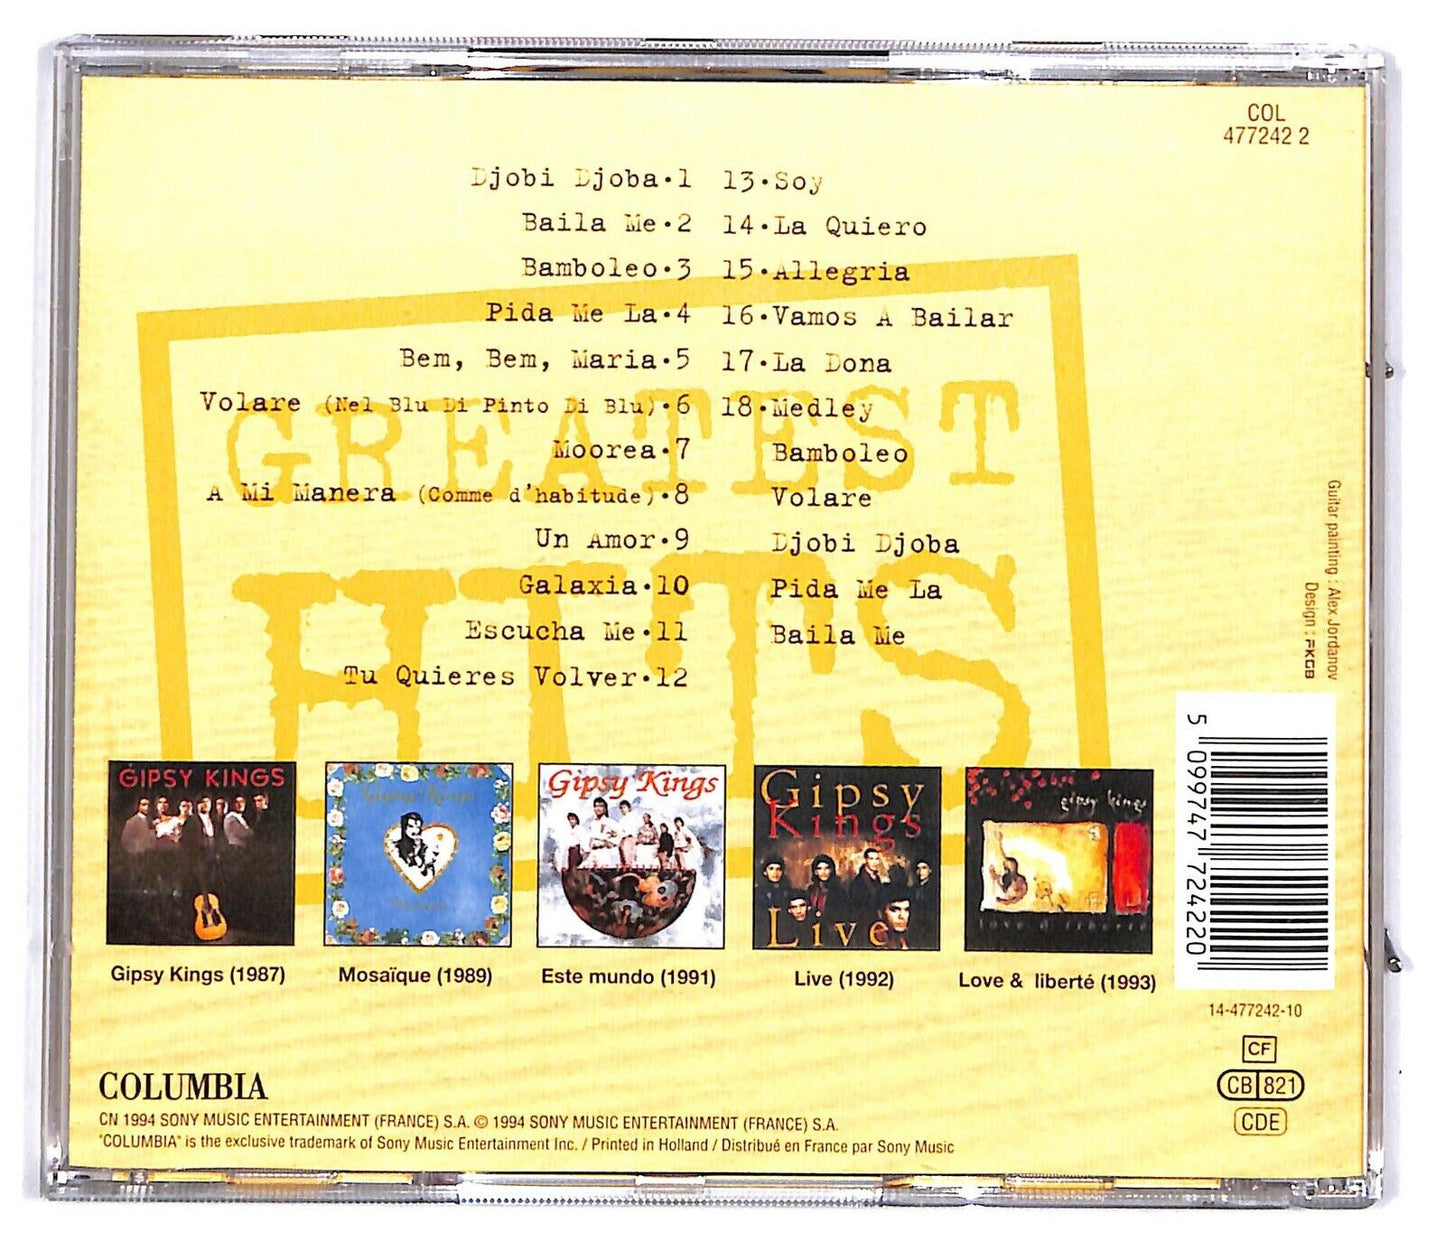 COL
477242 2
Djobi Djoba•1
Baila Me•2
Bamboleo•3
Pida Me La•4
Bem, Bem, Maria•5
Volare (Nel Blu Di Pinto Di Blu)•6
Moorea•7
A Mi Manera (Comme d'habitude)•8
Un Amor•9
Galaxia•10
Escucha Me•11
Tu Quieres Volver•12
13•Soy
14•La Quiero
15•Allegria
16•Vamos A Bailar
17•La Dona
18•Medley
Bamboleo
Volare
Djobi Djoba
Pida Me La
Baila Me
GREATEST
HITS
Guitar painting : Alex Jordanov
Design : PKGB
GIPSY KINGS
Gipsy Kings
Gipsy Kings
Gipsy
Kings
Live
gipsy kings
love & liberté
Gipsy Kings (1987)
Mosaïque (1989)
Este mundo (1991)
Live (1992)
Love & liberté (1993)
5 099747 724220
14-477242-10
CF
CB 821
CDE
COLUMBIA
CN 1994 SONY MUSIC ENTERTAINMENT (FRANCE) S.A. © 1994 SONY MUSIC ENTERTAINMENT (FRANCE) S.A.
"COLUMBIA" is the exclusive trademark of Sony Music Entertainment Inc. / Printed in Holland / Distribué en France par Sony Music